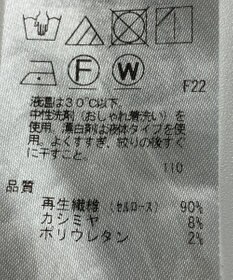 F
W
F22
液温は30℃以下、
中性洗剤(おしゃれ着洗い)を
使用。漂白剤は液体タイプを使
用。よくすすぎ、絞りの後すぐ
に干すこと。
110
品質
再生繊維(セルロース) 90%
カシミヤ 8%
ポリウレタン 2%